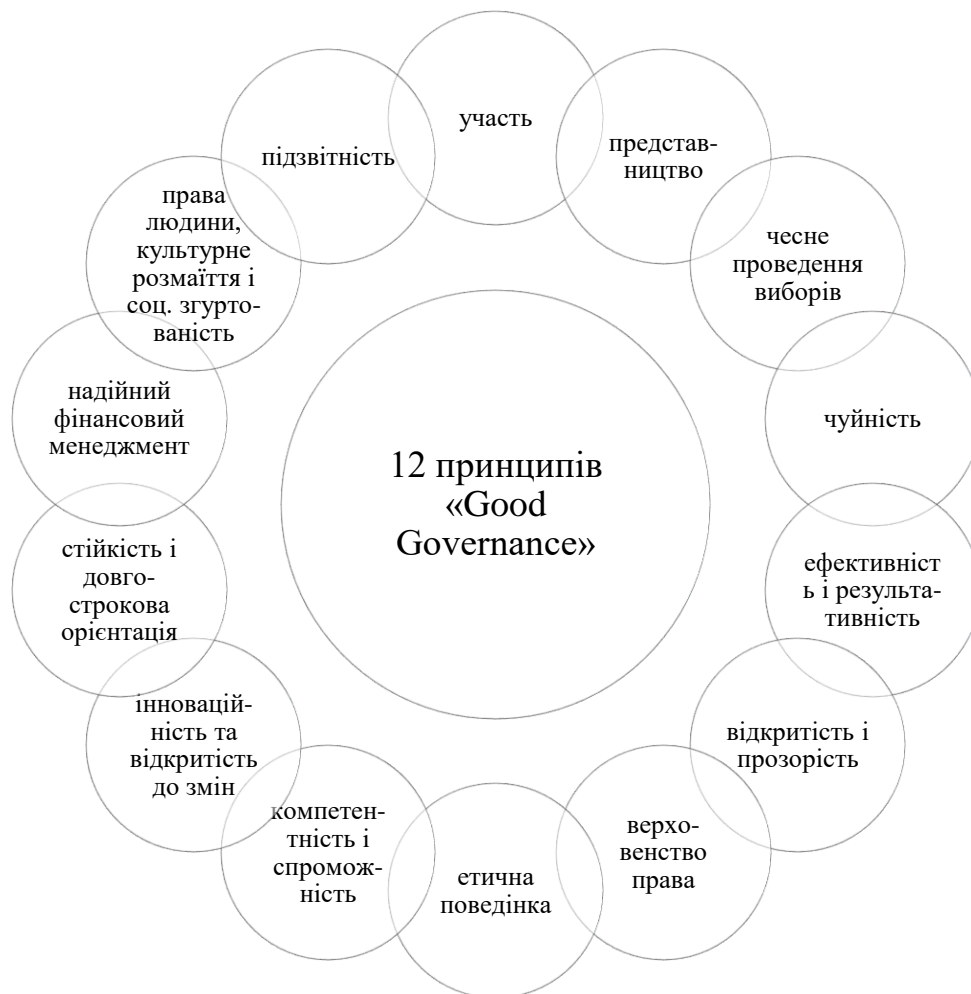 12 принципів
«Good
Governance»
участь
представ-
ництво
чесне
проведення
виборів
чуйність
ефективніст
ь і результа-
тивність
відкритість і
прозорість
верхо-
венство
права
етична
поведінка
компетен-
тність і
спромож-
ність
інновацій-
ність та
відкритість
до змін
стійкість і
довго-
строкова
орієнтація
надійний
фінансовий
менеджмент
права
людини,
культурне
розмаїття і
соц. згурто-
ваність
підзвітність